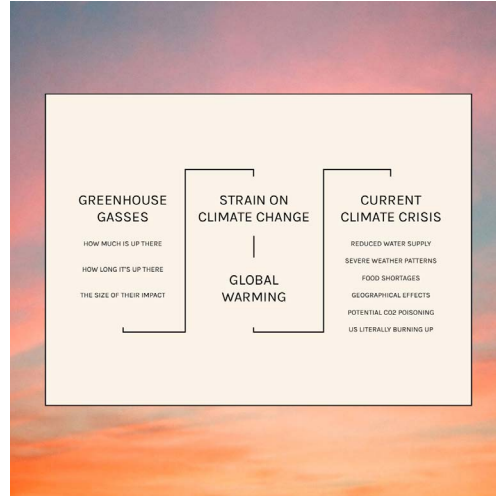 GREENHOUSE
GASSES
HOW MUCH IS UP THERE
HOW LONG IT'S UP THERE
THE SIZE OF THEIR IMPACT
STRAIN ON
CLIMATE CHANGE
GLOBAL
WARMING
CURRENT
CLIMATE CRISIS
REDUCED WATER SUPPLY
SEVERE WEATHER PATTERNS
FOOD SHORTAGES
GEOGRAPHICAL EFFECTS
POTENTIAL CO2 POISONING
US LITERALLY BURNING UP